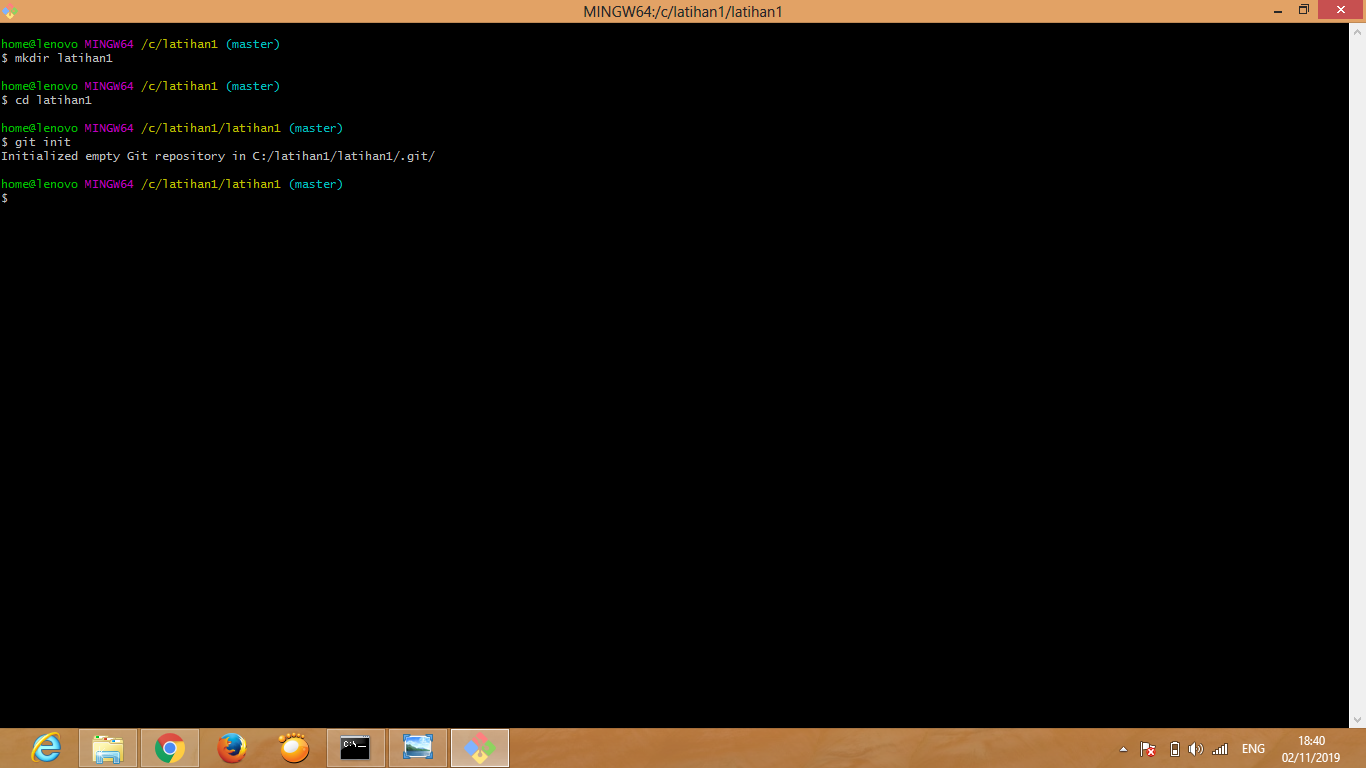 MINGW64:/c/latihan1/latihan1
home@lenovo MINGW64 /c/latihan1 (master)
$ mkdir latihan1
home@lenovo MINGW64 /c/latihan1 (master)
$ cd latihan1
home@lenovo MINGW64 /c/latihan1/latihan1 (master)
$ git init
Initialized empty Git repository in C:/latihan1/latihan1/.git/
home@lenovo MINGW64 /c/latihan1/latihan1 (master)
$
C:\_
ENG
18:40
02/11/2019